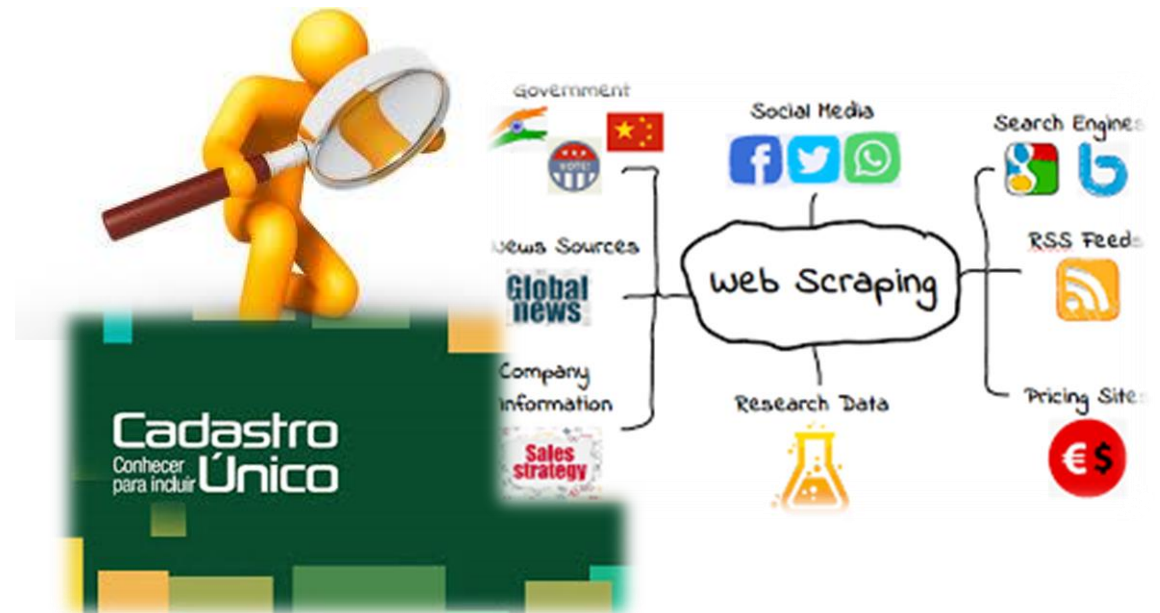 Government
VOTE!
News Sources
Global
news
Company
Information
Sales
strategy
Social Media
Web Scraping
Research Data
Search Engines
RSS Feeds
Pricing Sites
€ $
Cadastro
Conhecer
para incluir Único